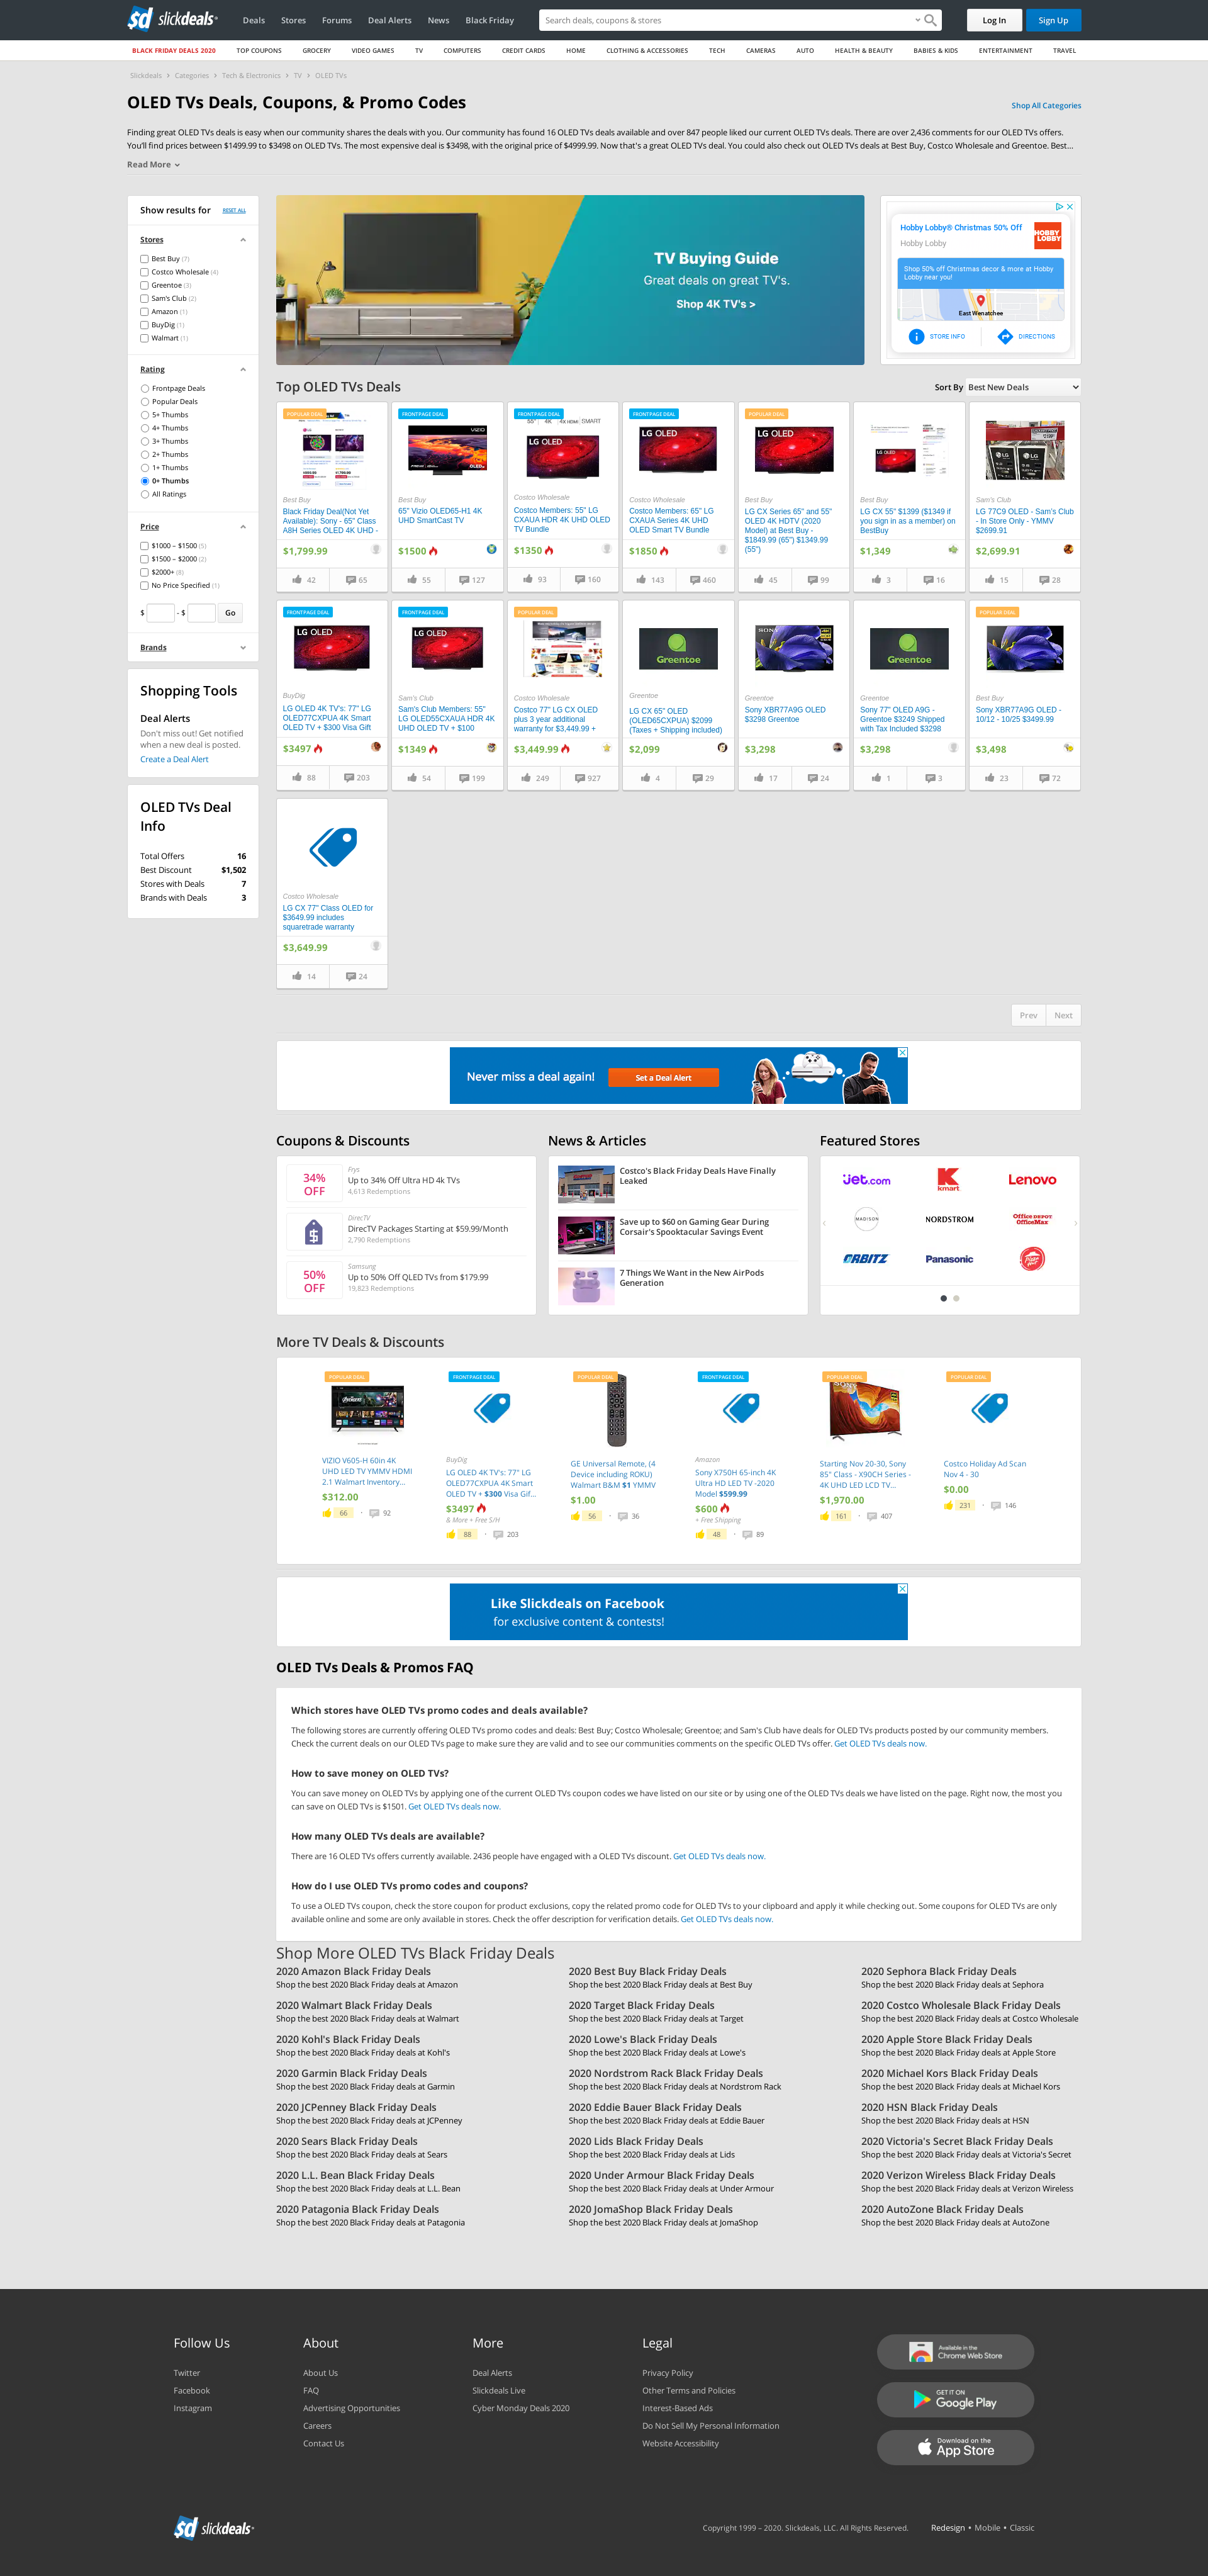 slickdeals
Deals
Stores
Forums
Deal Alerts
News
Black Friday
Search deals, coupons & stores
Log In
Sign Up
BLACK FRIDAY DEALS 2020
TOP COUPONS
GROCERY
VIDEO GAMES
TV
COMPUTERS
CREDIT CARDS
HOME
CLOTHING & ACCESSORIES
TECH
CAMERAS
AUTO
HEALTH & BEAUTY
BABIES & KIDS
ENTERTAINMENT
TRAVEL
Slickdeals › Categories › Tech & Electronics › TV › OLED TVs
OLED TVs Deals, Coupons, & Promo Codes
Shop All Categories
Finding great OLED TVs deals is easy when our community shares the deals with you. Our community has found 16 OLED TVs deals available and over 847 people liked our current OLED TVs deals. There are over 2,436 comments for our OLED TVs offers.
You'll find prices between $1499.99 to $3498 on OLED TVs. The most expensive deal is $3498, with the original price of $4999.99. Now that's a great OLED TVs deal. You could also check out OLED TVs deals at Best Buy, Costco Wholesale and Greentoe. Best...
Read More
Show results for
RESET ALL
Stores
Best Buy (7)
Costco Wholesale (4)
Greentoe (3)
Sam's Club (2)
Amazon (1)
BuyDig (1)
Walmart (1)
Rating
Frontpage Deals
Popular Deals
5+ Thumbs
4+ Thumbs
3+ Thumbs
2+ Thumbs
1+ Thumbs
0+ Thumbs
All Ratings
Price
$1000 – $1500 (5)
$1500 – $2000 (2)
$2000+ (8)
No Price Specified (1)
$ - $ Go
Brands
Shopping Tools
Deal Alerts
Don't miss out! Get notified
when a new deal is posted.
Create a Deal Alert
OLED TVs Deal
Info
Total Offers 16
Best Discount $1,502
Stores with Deals 7
Brands with Deals 3
TV Buying Guide
Great deals on great TV's.
Shop 4K TV's >
Hobby Lobby® Christmas 50% Off
Hobby Lobby
HOBBY
LOBBY
Shop 50% off Christmas decor & more at Hobby
Lobby near you!
East Wenatchee
STORE INFO
DIRECTIONS
Top OLED TVs Deals
Sort By Best New Deals
POPULAR DEAL
Best Buy
Black Friday Deal(Not Yet
Available): Sony - 65" Class
A8H Series OLED 4K UHD -
$1,799.99
42
65
FRONTPAGE DEAL
VIZIO
Best Buy
65" Vizio OLED65-H1 4K
UHD SmartCast TV
$1500
55
127
FRONTPAGE DEAL
55" 4K 4K HDR SMART
LG OLED
Costco Wholesale
Costco Members: 55" LG
CXAUA HDR 4K UHD OLED
TV Bundle
$1350
93
160
FRONTPAGE DEAL
LG OLED
Costco Wholesale
Costco Members: 65" LG
CXAUA Series 4K UHD
OLED Smart TV Bundle
$1850
143
460
POPULAR DEAL
LG OLED
Best Buy
LG CX Series 65" and 55"
OLED 4K HDTV (2020
Model) at Best Buy -
$1849.99 (65") $1349.99
(55")
45
99
Best Buy
LG CX 55" $1399 ($1349 if
you sign in as a member) on
BestBuy
$1,349
3
16
Sam's Club
LG 77C9 OLED - Sam's Club
- In Store Only - YMMV
$2699.91
$2,699.91
15
28
FRONTPAGE DEAL
LG OLED
BuyDig
LG OLED 4K TV's: 77" LG
OLED77CXPUA 4K Smart
OLED TV + $300 Visa Gift
$3497
88
203
FRONTPAGE DEAL
LG OLED
Sam's Club
Sam's Club Members: 55"
LG OLED55CXAUA HDR 4K
UHD OLED TV + $100
$1349
54
199
POPULAR DEAL
Costco Wholesale
Costco 77" LG CX OLED
plus 3 year additional
warranty for $3,449.99 +
$3,449.99
249
927
Greentoe
Greentoe
LG CX 65" OLED
(OLED65CXPUA) $2099
(Taxes + Shipping included)
$2,099
4
29
SONY
Greentoe
Sony XBR77A9G OLED
$3298 Greentoe
$3,298
17
24
Greentoe
Greentoe
Sony 77" OLED A9G -
Greentoe $3249 Shipped
with Tax Included $3298
$3,298
1
3
POPULAR DEAL
Best Buy
Sony XBR77A9G OLED -
10/12 - 10/25 $3499.99
$3,498
23
72
Costco Wholesale
LG CX 77" Class OLED for
$3649.99 includes
squaretrade warranty
$3,649.99
14
24
Prev
Next
Never miss a deal again!
Set a Deal Alert
Coupons & Discounts
34%
OFF
Frys
Up to 34% Off Ultra HD 4k TVs
4,613 Redemptions
DirecTV
DirecTV Packages Starting at $59.99/Month
2,790 Redemptions
50%
OFF
Samsung
Up to 50% Off QLED TVs from $179.99
19,823 Redemptions
News & Articles
Costco's Black Friday Deals Have Finally
Leaked
Save up to $60 on Gaming Gear During
Corsair's Spooktacular Savings Event
7 Things We Want in the New AirPods
Generation
Featured Stores
jet.com
kmart
Lenovo
MADISON
NORDSTROM
Office DEPOT
OfficeMax
ORBITZ
Panasonic
Pizza Hut
More TV Deals & Discounts
POPULAR DEAL
VIZIO V605-H 60in 4K
UHD LED TV YMMV HDMI
2.1 Walmart Inventory...
$312.00
66
92
FRONTPAGE DEAL
BuyDig
LG OLED 4K TV's: 77" LG
OLED77CXPUA 4K Smart
OLED TV + $300 Visa Gif...
$3497
& More + Free S/H
88
203
POPULAR DEAL
GE Universal Remote, (4
Device including ROKU)
Walmart B&M $1 YMMV
$1.00
56
36
FRONTPAGE DEAL
Amazon
Sony X750H 65-inch 4K
Ultra HD LED TV -2020
Model $599.99
$600
+ Free Shipping
48
89
POPULAR DEAL
SONY
Starting Nov 20-30, Sony
85" Class - X90CH Series -
4K UHD LED LCD TV...
$1,970.00
161
407
POPULAR DEAL
Costco Holiday Ad Scan
Nov 4 - 30
$0.00
231
146
Like Slickdeals on Facebook
for exclusive content & contests!
OLED TVs Deals & Promos FAQ
Which stores have OLED TVs promo codes and deals available?
The following stores are currently offering OLED TVs promo codes and deals: Best Buy; Costco Wholesale; Greentoe; and Sam's Club have deals for OLED TVs products posted by our community members.
Check the current deals on our OLED TVs page to make sure they are valid and to see our communities comments on the specific OLED TVs offer. Get OLED TVs deals now.
How to save money on OLED TVs?
You can save money on OLED TVs by applying one of the current OLED TVs coupon codes we have listed on our site or by using one of the OLED TVs deals we have listed on the page. Right now, the most you
can save on OLED TVs is $1501. Get OLED TVs deals now.
How many OLED TVs deals are available?
There are 16 OLED TVs offers currently available. 2436 people have engaged with a OLED TVs discount. Get OLED TVs deals now.
How do I use OLED TVs promo codes and coupons?
To use a OLED TVs coupon, check the store coupon for product exclusions, copy the related promo code for OLED TVs to your clipboard and apply it while checking out. Some coupons for OLED TVs are only
available online and some are only available in stores. Check the offer description for verification details. Get OLED TVs deals now.
Shop More OLED TVs Black Friday Deals
2020 Amazon Black Friday Deals
Shop the best 2020 Black Friday deals at Amazon
2020 Best Buy Black Friday Deals
Shop the best 2020 Black Friday deals at Best Buy
2020 Sephora Black Friday Deals
Shop the best 2020 Black Friday deals at Sephora
2020 Walmart Black Friday Deals
Shop the best 2020 Black Friday deals at Walmart
2020 Target Black Friday Deals
Shop the best 2020 Black Friday deals at Target
2020 Costco Wholesale Black Friday Deals
Shop the best 2020 Black Friday deals at Costco Wholesale
2020 Kohl's Black Friday Deals
Shop the best 2020 Black Friday deals at Kohl's
2020 Lowe's Black Friday Deals
Shop the best 2020 Black Friday deals at Lowe's
2020 Apple Store Black Friday Deals
Shop the best 2020 Black Friday deals at Apple Store
2020 Garmin Black Friday Deals
Shop the best 2020 Black Friday deals at Garmin
2020 Nordstrom Rack Black Friday Deals
Shop the best 2020 Black Friday deals at Nordstrom Rack
2020 Michael Kors Black Friday Deals
Shop the best 2020 Black Friday deals at Michael Kors
2020 JCPenney Black Friday Deals
Shop the best 2020 Black Friday deals at JCPenney
2020 Eddie Bauer Black Friday Deals
Shop the best 2020 Black Friday deals at Eddie Bauer
2020 HSN Black Friday Deals
Shop the best 2020 Black Friday deals at HSN
2020 Sears Black Friday Deals
Shop the best 2020 Black Friday deals at Sears
2020 Lids Black Friday Deals
Shop the best 2020 Black Friday deals at Lids
2020 Victoria's Secret Black Friday Deals
Shop the best 2020 Black Friday deals at Victoria's Secret
2020 L.L. Bean Black Friday Deals
Shop the best 2020 Black Friday deals at L.L. Bean
2020 Under Armour Black Friday Deals
Shop the best 2020 Black Friday deals at Under Armour
2020 Verizon Wireless Black Friday Deals
Shop the best 2020 Black Friday deals at Verizon Wireless
2020 Patagonia Black Friday Deals
Shop the best 2020 Black Friday deals at Patagonia
2020 JomaShop Black Friday Deals
Shop the best 2020 Black Friday deals at JomaShop
2020 AutoZone Black Friday Deals
Shop the best 2020 Black Friday deals at AutoZone
Follow Us
Twitter
Facebook
Instagram
About
About Us
FAQ
Advertising Opportunities
Careers
Contact Us
More
Deal Alerts
Slickdeals Live
Cyber Monday Deals 2020
Legal
Privacy Policy
Other Terms and Policies
Interest-Based Ads
Do Not Sell My Personal Information
Website Accessibility
Available in the
Chrome Web Store
GET IT ON
Google Play
Download on the
App Store
slickdeals
Copyright 1999 – 2020. Slickdeals, LLC. All Rights Reserved.
Redesign • Mobile • Classic